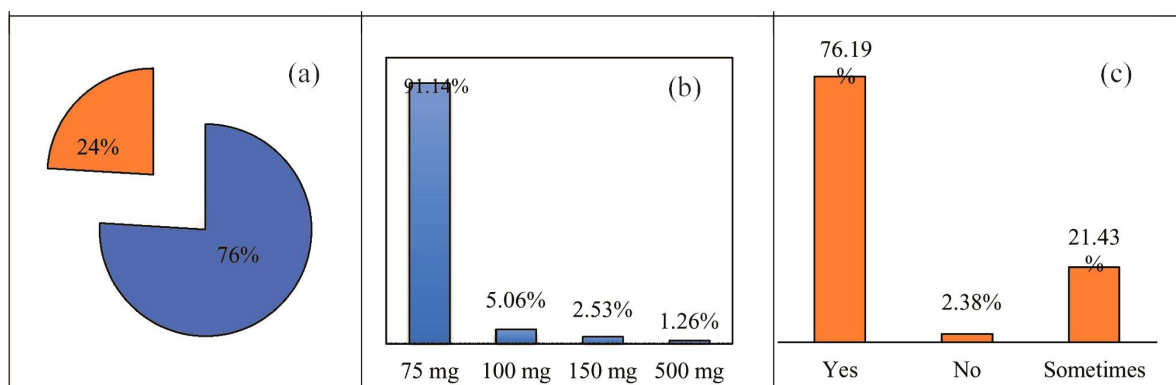 (a)
24%
76%
(b)
91.14%
5.06%
2.53%
1.26%
75 mg
100 mg
150 mg
500 mg
(c)
76.19
%
2.38%
21.43
%
Yes
No
Sometimes